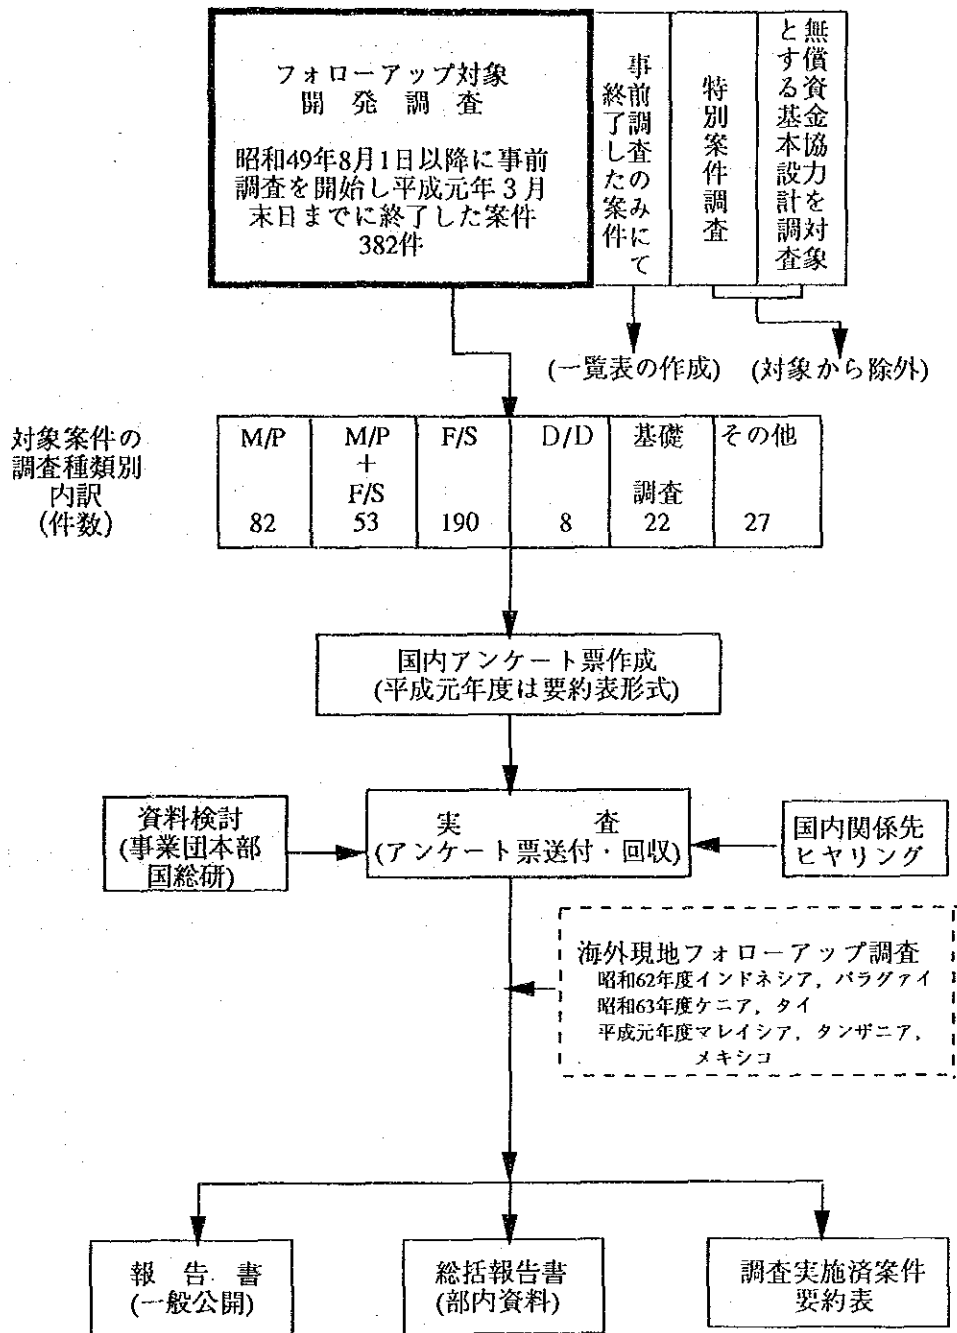 フォローアップ対象
開発調査
昭和49年8月1日以降に事前
調査を開始し平成元年3月
末日までに終了した案件
382件
事前調査のみにて
終了した案件
特別案件調査
無償資金協力を対象
とする基本設計調査
(一覧表の作成)
(対象から除外)
対象案件の
調査種類別
内訳
(件数)
M/P
82
M/P
+
F/S
53
F/S
190
D/D
8
基礎
調査
22
その他
27
国内アンケート票作成
(平成元年度は要約表形式)
資料検討
(事業団本部
国総研)
実査
(アンケート票送付・回収)
国内関係先
ヒヤリング
海外現地フォローアップ調査
昭和62年度インドネシア，パラグァイ
昭和63年度ケニア，タイ
平成元年度マレイシア，タンザニア，
メキシコ
報告書
(一般公開)
総括報告書
(部内資料)
調査実施済案件
要約表